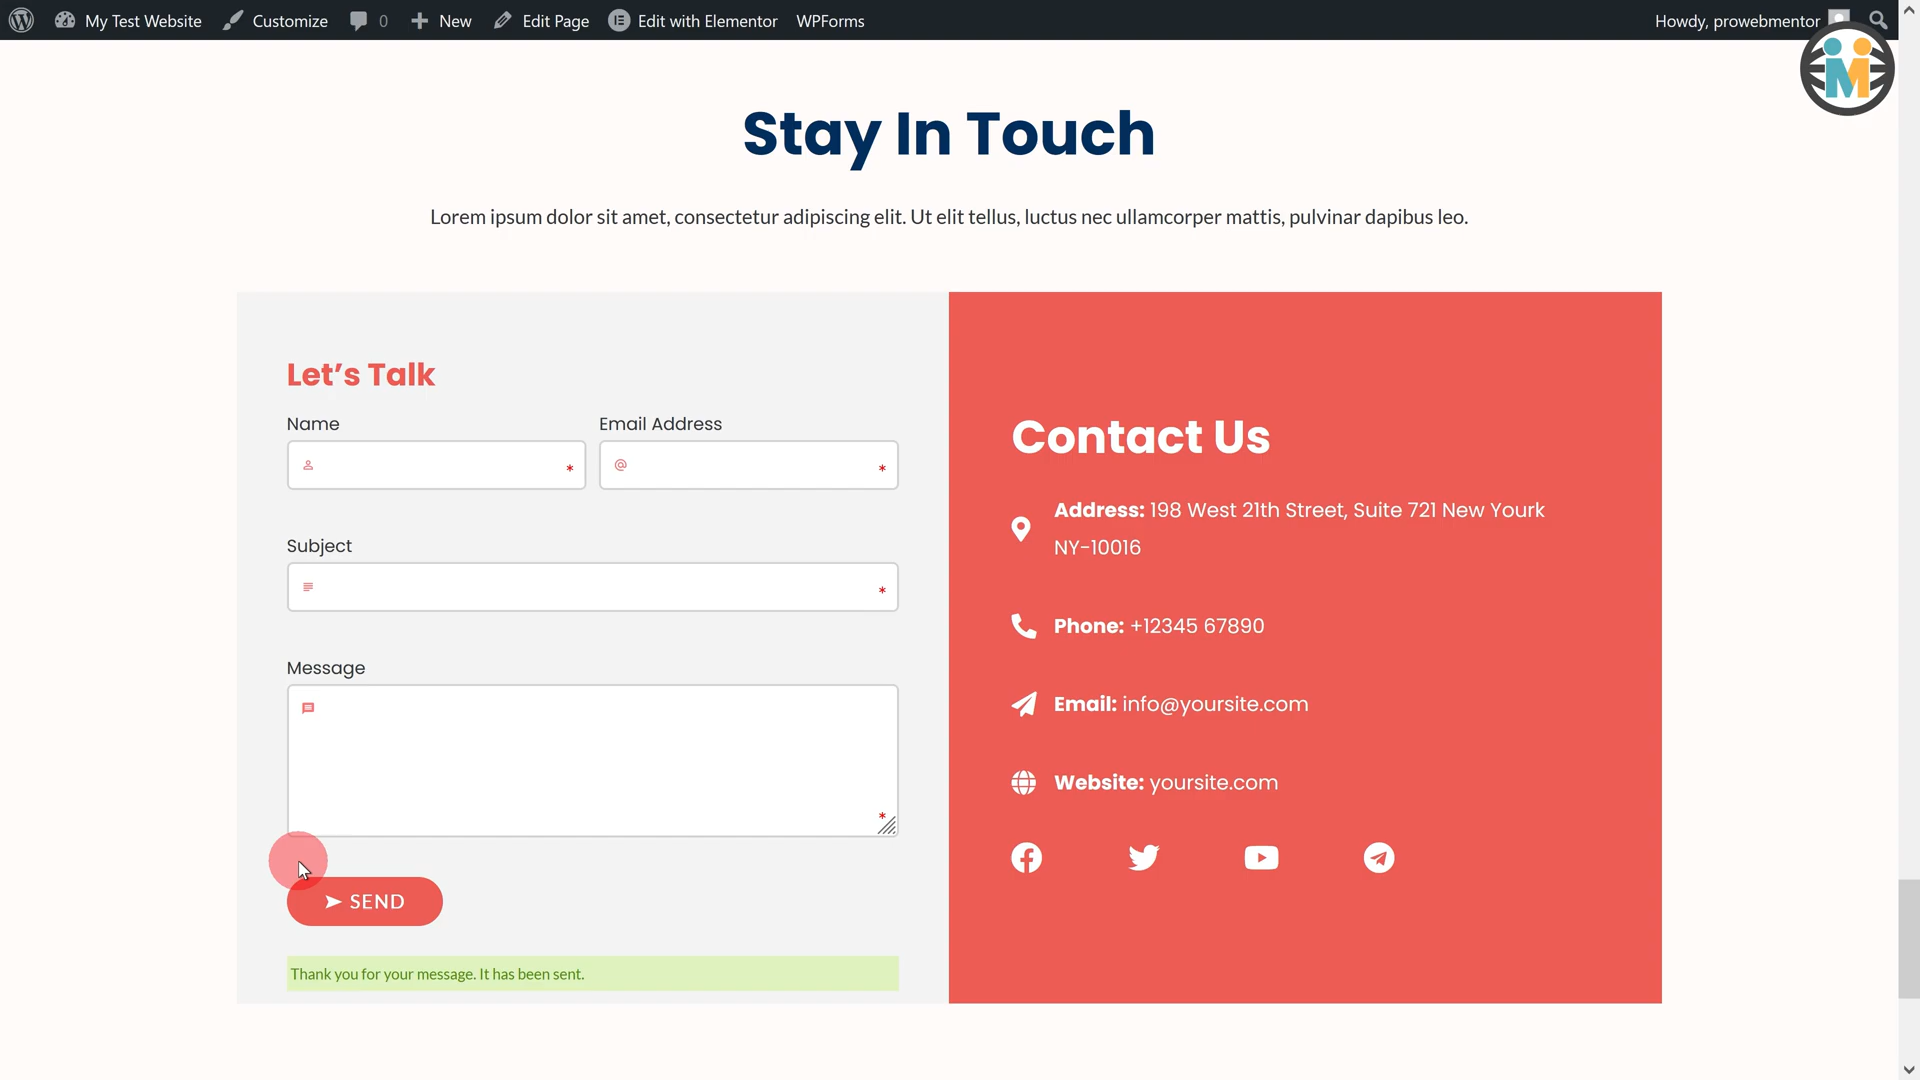 My Test Website Customize 0 New Edit Page Edit with Elementor WPForms Howdy, prowebmentor
M
Stay In Touch
Lorem ipsum dolor sit amet, consectetur adipiscing elit. Ut elit tellus, luctus nec ullamcorper mattis, pulvinar dapibus leo.
Let’s Talk
Name Email Address
* @ *
Subject
*
Message
*
SEND
Thank you for your message. It has been sent.
Contact Us
Address: 198 West 21th Street, Suite 721 New Yourk
NY-10016
Phone: +12345 67890
Email: info@yoursite.com
Website: yoursite.com